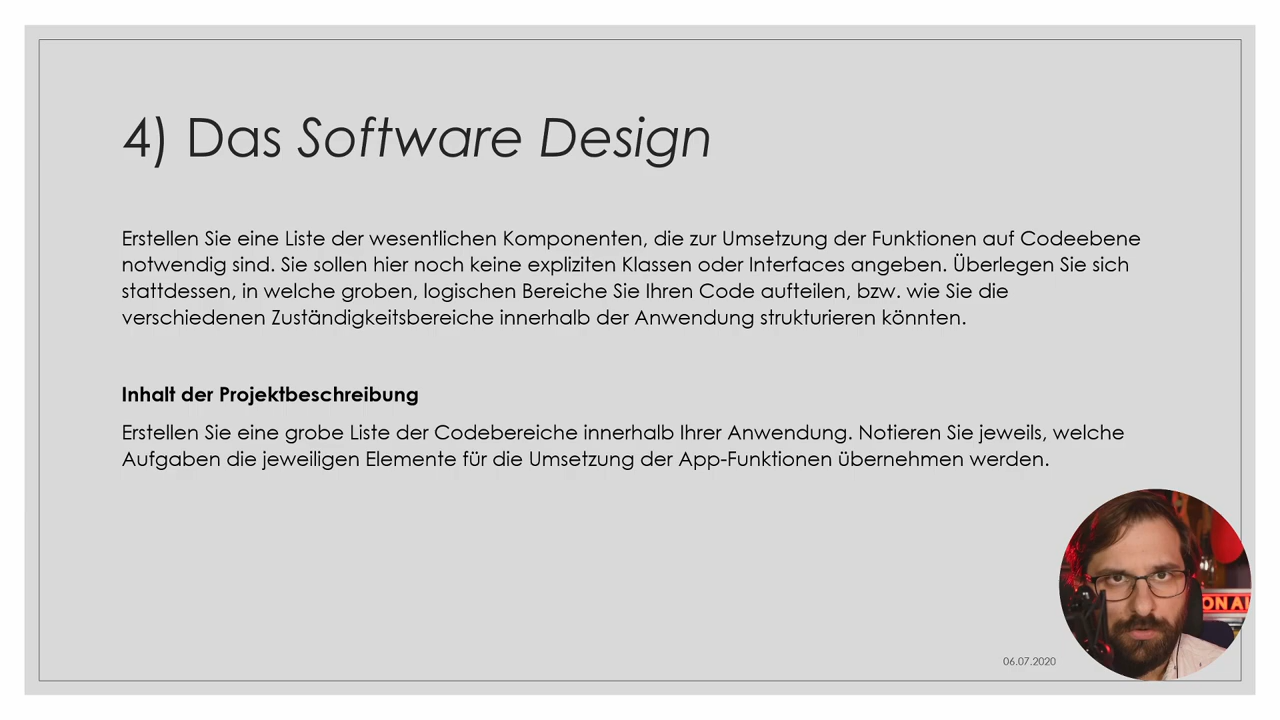 4) Das Software Design
Erstellen Sie eine Liste der wesentlichen Komponenten, die zur Umsetzung der Funktionen auf Codeebene
notwendig sind. Sie sollen hier noch keine expliziten Klassen oder Interfaces angeben. Überlegen Sie sich
stattdessen, in welche groben, logischen Bereiche Sie Ihren Code aufteilen, bzw. wie Sie die
verschiedenen Zuständigkeitsbereiche innerhalb der Anwendung strukturieren könnten.
Inhalt der Projektbeschreibung
Erstellen Sie eine grobe Liste der Codebereiche innerhalb Ihrer Anwendung. Notieren Sie jeweils, welche
Aufgaben die jeweiligen Elemente für die Umsetzung der App-Funktionen übernehmen werden.
ON AI
06.07.2020